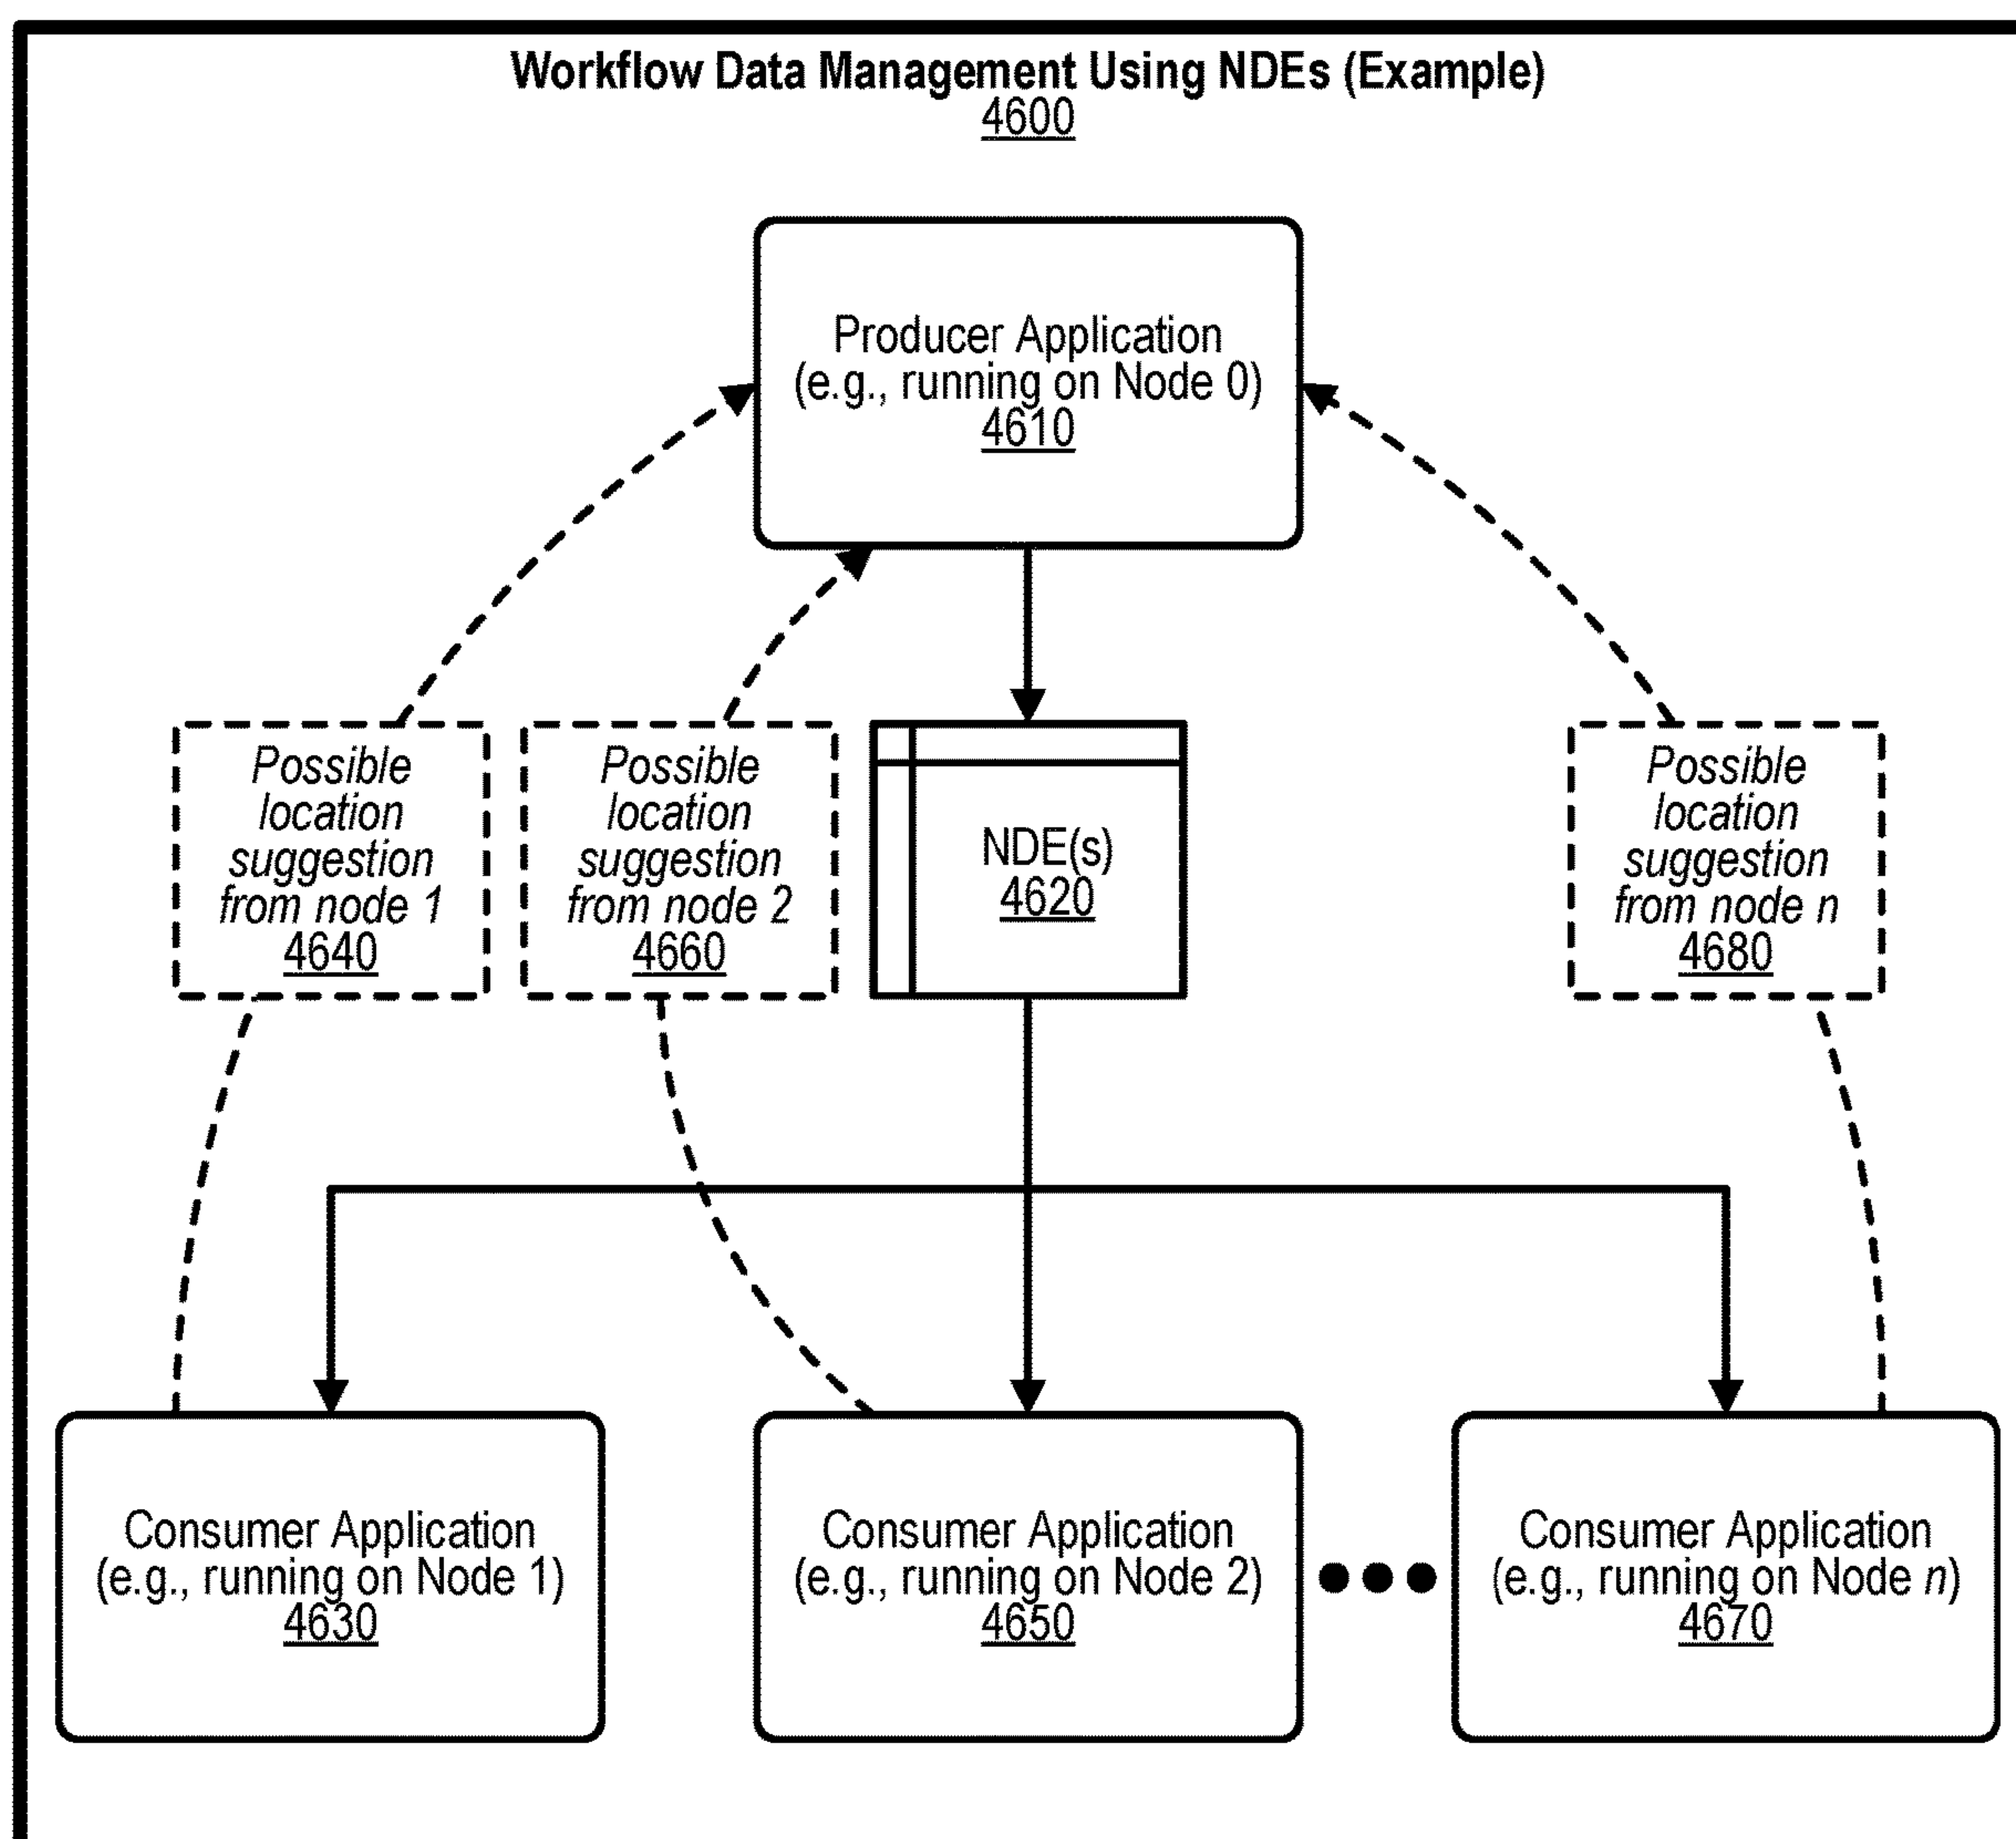 Workflow Data Management Using NDEs (Example)
4600
Producer Application
(e.g., running on Node 0)
4610
Possible
location
suggestion
from node 1
4640
Possible
location
suggestion
from node 2
4660
NDE(s)
4620
Possible
location
suggestion
from node n
4680
Consumer Application
(e.g., running on Node 1)
4630
Consumer Application
(e.g., running on Node 2)
4650
Consumer Application
(e.g., running on Node n)
4670